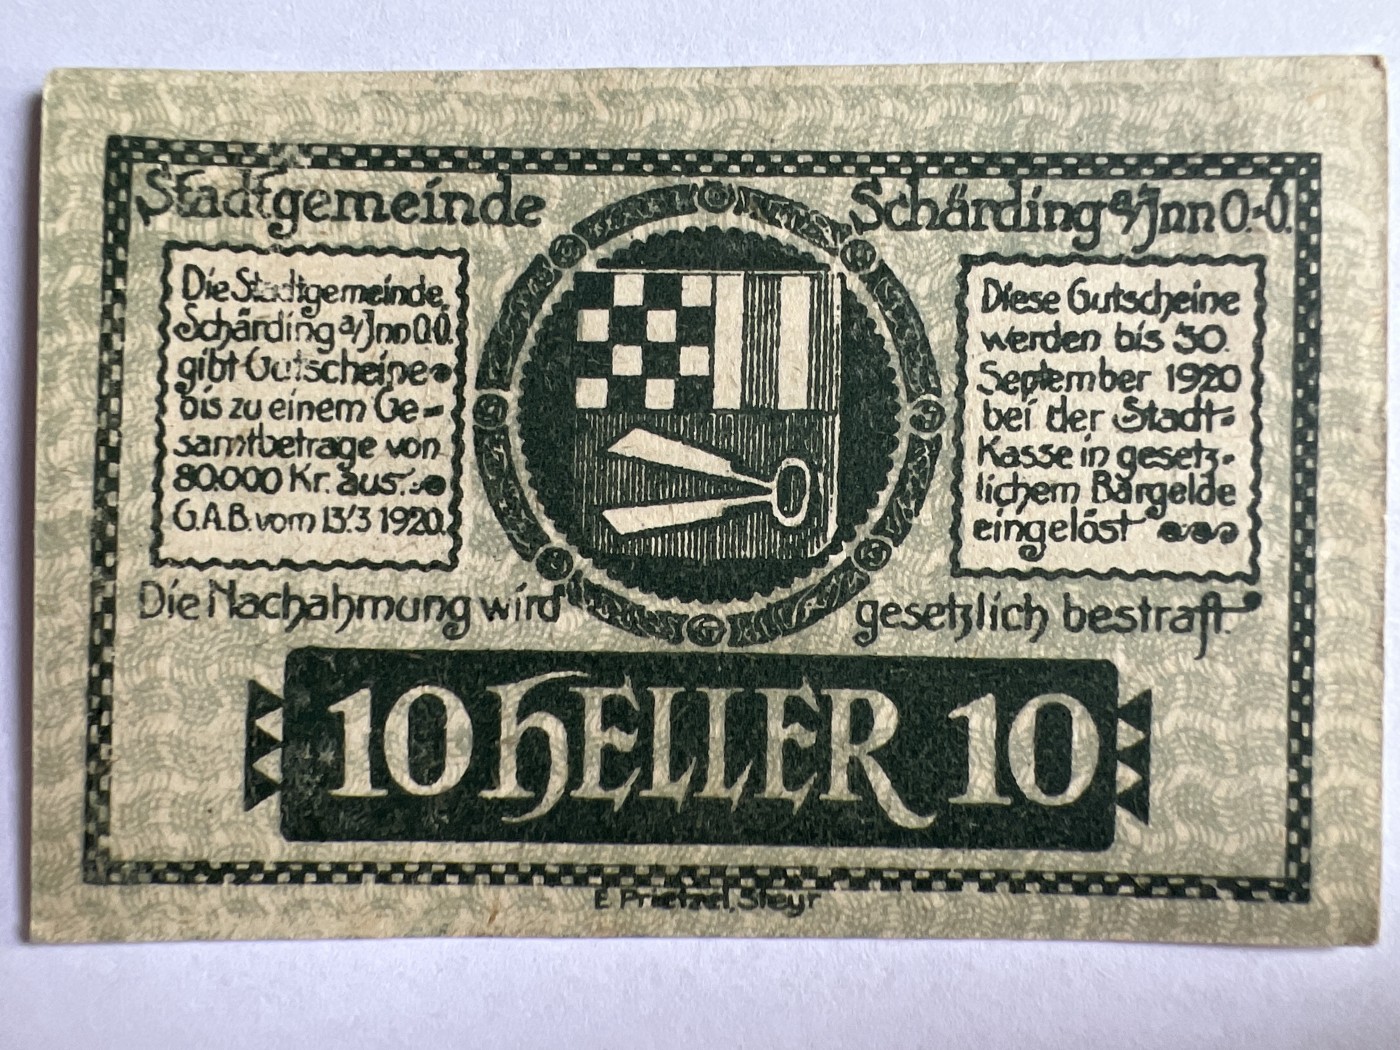 Stadtgemeinde
Schärding a/Inn O.-Ö.
Die Stadtgemeinde
Schärding a/Inn O.Ö.
gibt Gutscheine
bis zu einem Ge-
samtbetrage von
80.000 Kr. aus.
G.A.B. vom 13/3 1920.
Diese Gutscheine
werden bis 30.
September 1920
bei der Stadt-
Kasse in gesetz-
lichem Bargelde
eingelöst
Die Nachahmung wird
gesetzlich bestraft.
10 HELLER 10
E. Prietzel, Steyr